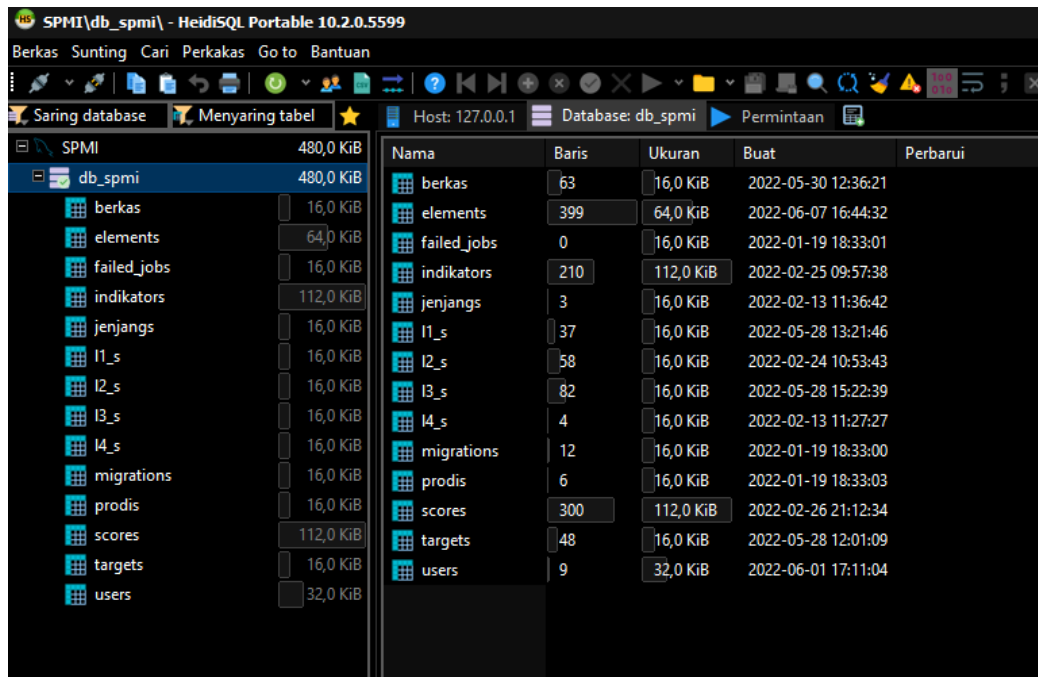 SPMI\db_spmi\ - HeidiSQL Portable 10.2.0.5599
Berkas Sunting Cari Perkakas Go to Bantuan
Saring database Menyaring tabel Host: 127.0.0.1 Database: db_spmi Permintaan
SPMI 480,0 KiB
db_spmi 480,0 KiB
berkas 16,0 KiB
elements 64,0 KiB
failed_jobs 16,0 KiB
indikators 112,0 KiB
jenjangs 16,0 KiB
l1_s 16,0 KiB
l2_s 16,0 KiB
l3_s 16,0 KiB
l4_s 16,0 KiB
migrations 16,0 KiB
prodis 16,0 KiB
scores 112,0 KiB
targets 16,0 KiB
users 32,0 KiB
Nama Baris Ukuran Buat Perbarui
berkas 63 16,0 KiB 2022-05-30 12:36:21
elements 399 64,0 KiB 2022-06-07 16:44:32
failed_jobs 0 16,0 KiB 2022-01-19 18:33:01
indikators 210 112,0 KiB 2022-02-25 09:57:38
jenjangs 3 16,0 KiB 2022-02-13 11:36:42
l1_s 37 16,0 KiB 2022-05-28 13:21:46
l2_s 58 16,0 KiB 2022-02-24 10:53:43
l3_s 82 16,0 KiB 2022-05-28 15:22:39
l4_s 4 16,0 KiB 2022-02-13 11:27:27
migrations 12 16,0 KiB 2022-01-19 18:33:00
prodis 6 16,0 KiB 2022-01-19 18:33:03
scores 300 112,0 KiB 2022-02-26 21:12:34
targets 48 16,0 KiB 2022-05-28 12:01:09
users 9 32,0 KiB 2022-06-01 17:11:04